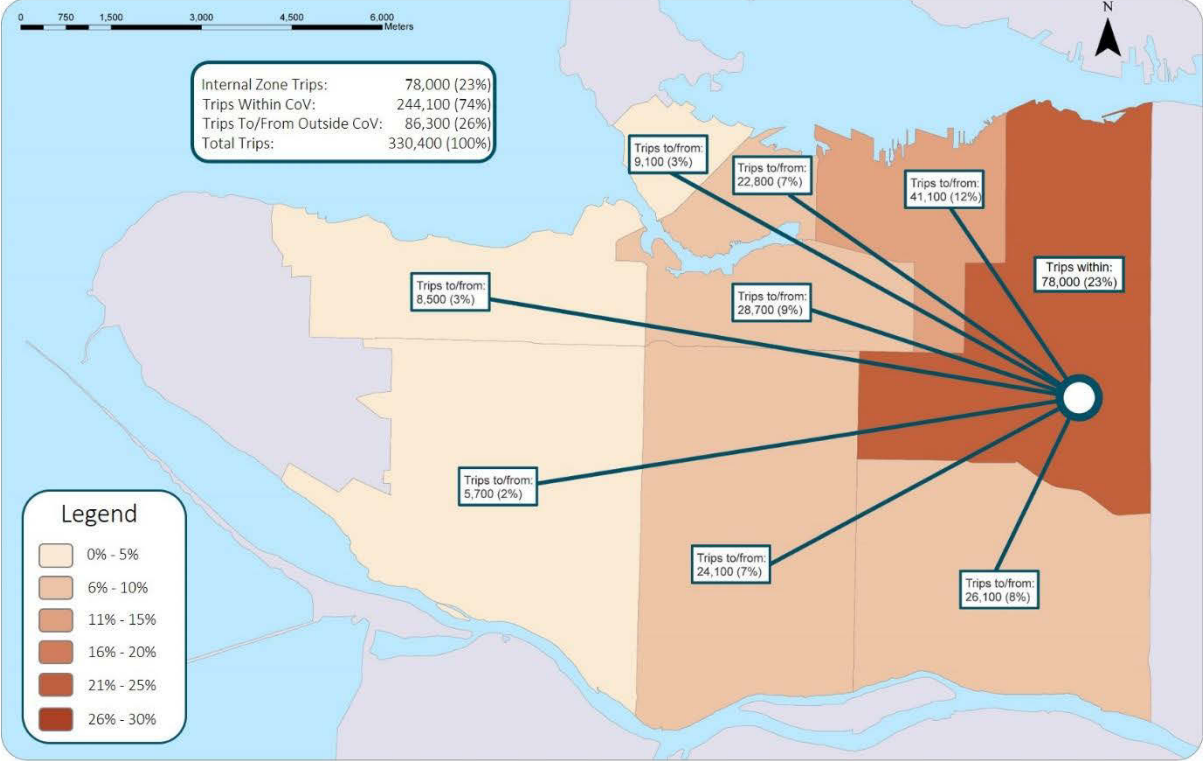 0 750 1,500 3,000 4,500 6,000
Meters
N
Internal Zone Trips: 78,000 (23%)
Trips Within CoV: 244,100 (74%)
Trips To/From Outside CoV: 86,300 (26%)
Total Trips: 330,400 (100%)
Trips to/from:
9,100 (3%)
Trips to/from:
22,800 (7%)
Trips to/from:
41,100 (12%)
Trips within:
78,000 (23%)
Trips to/from:
8,500 (3%)
Trips to/from:
28,700 (9%)
Trips to/from:
5,700 (2%)
Trips to/from:
24,100 (7%)
Trips to/from:
26,100 (8%)
Legend
0% - 5%
6% - 10%
11% - 15%
16% - 20%
21% - 25%
26% - 30%